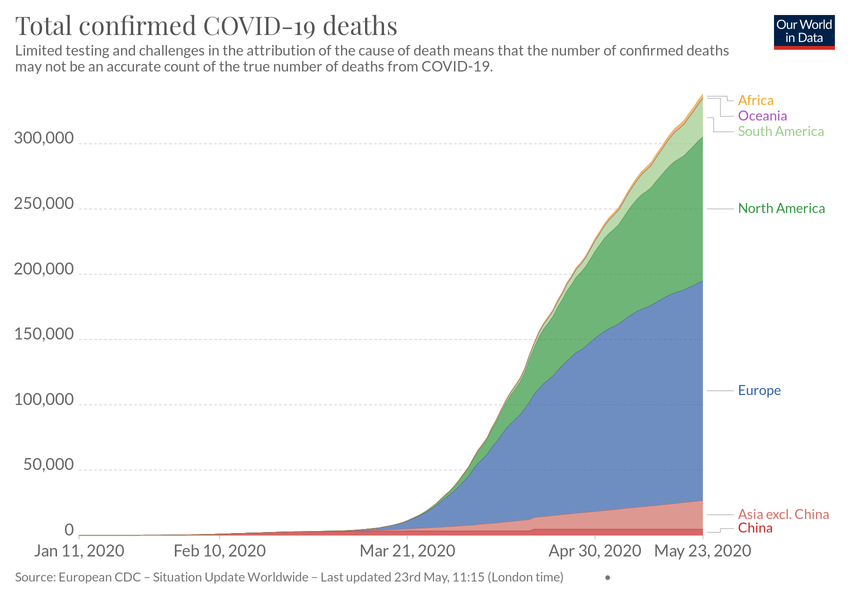 Total confirmed COVID-19 deaths
Our World
in Data
Limited testing and challenges in the attribution of the cause of death means that the number of confirmed deaths
may not be an accurate count of the true number of deaths from COVID-19.
Africa
Oceania
South America
300,000
250,000
North America
200,000
150,000
100,000
Europe
50,000
Asia excl. China
China
0
Jan 11, 2020
Feb 10, 2020
Mar 21, 2020
Apr 30, 2020
May 23, 2020
Source: European CDC – Situation Update Worldwide – Last updated 23rd May, 11:15 (London time)